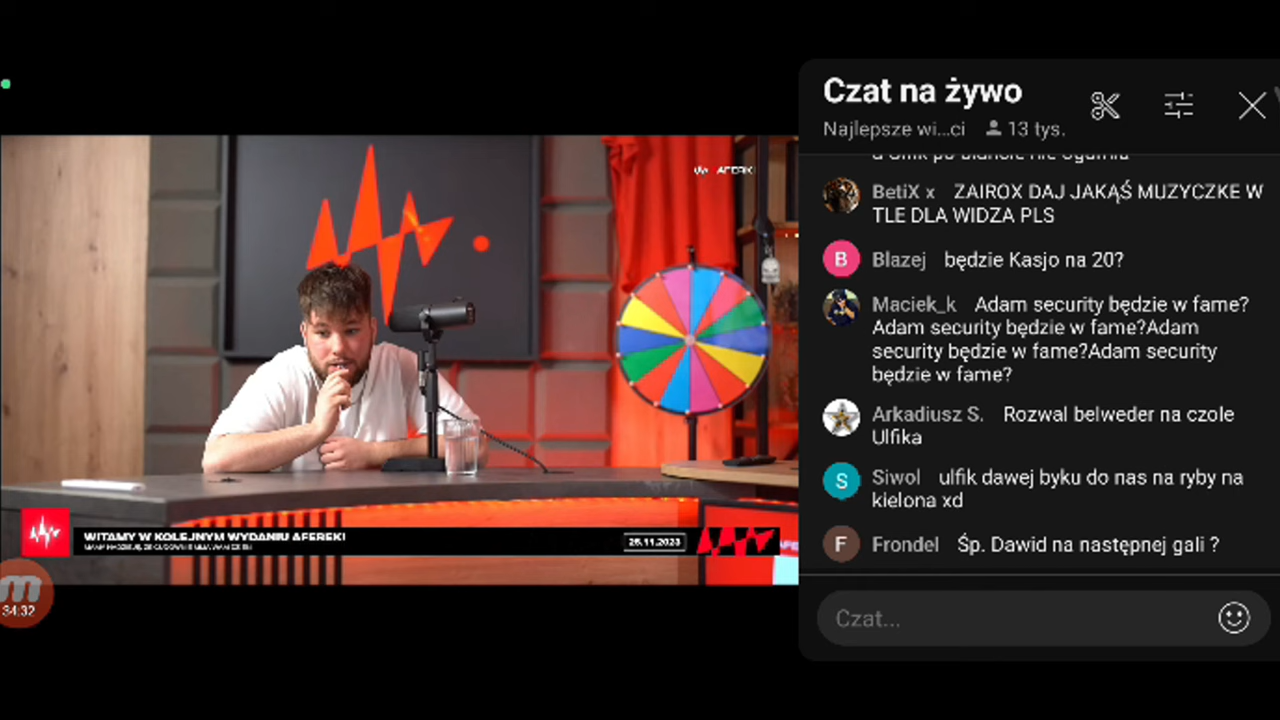 Czat na żywo
Najlepsze wi...ci 13 tys.
BetiX x ZAIROX DAJ JAKĄŚ MUZYCZKE W
TLE DLA WIDZA PLS
B Blazej będzie Kasjo na 20?
Maciek_k Adam security będzie w fame?
Adam security będzie w fame?Adam
security będzie w fame?Adam security
będzie w fame?
Arkadiusz S. Rozwal belweder na czole
Ulfika
S Siwol ulfik dawej byku do nas na ryby na
kielona xd
F Frondel Śp. Dawid na następnej gali ?
Czat...
AFERKI
WITAMY W KOLEJNYM WYDANIU AFEREK!
25.11.2023
34:32